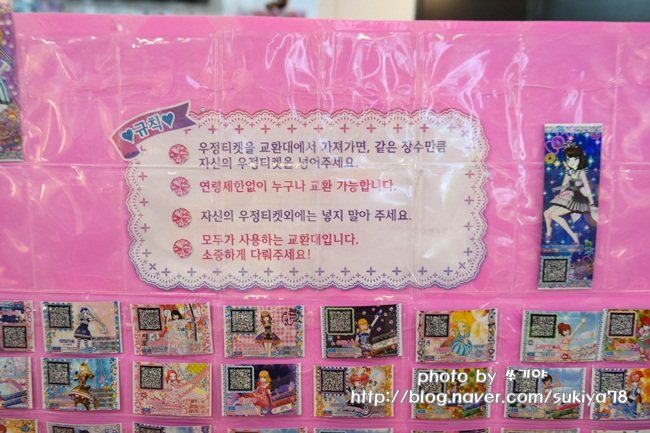 ♥규칙♥
우정티켓을 교환대에서 가져가면, 같은 장수만큼
자신의 우정티켓은 넣어주세요.
연령제한없이 누구나 교환 가능합니다.
자신의 우정티켓외에는 넣지 말아 주세요.
모두가 사용하는 교환대입니다.
소중하게 다뤄주세요!
photo by 쑤기야
http://blog.naver.com/sukiya78